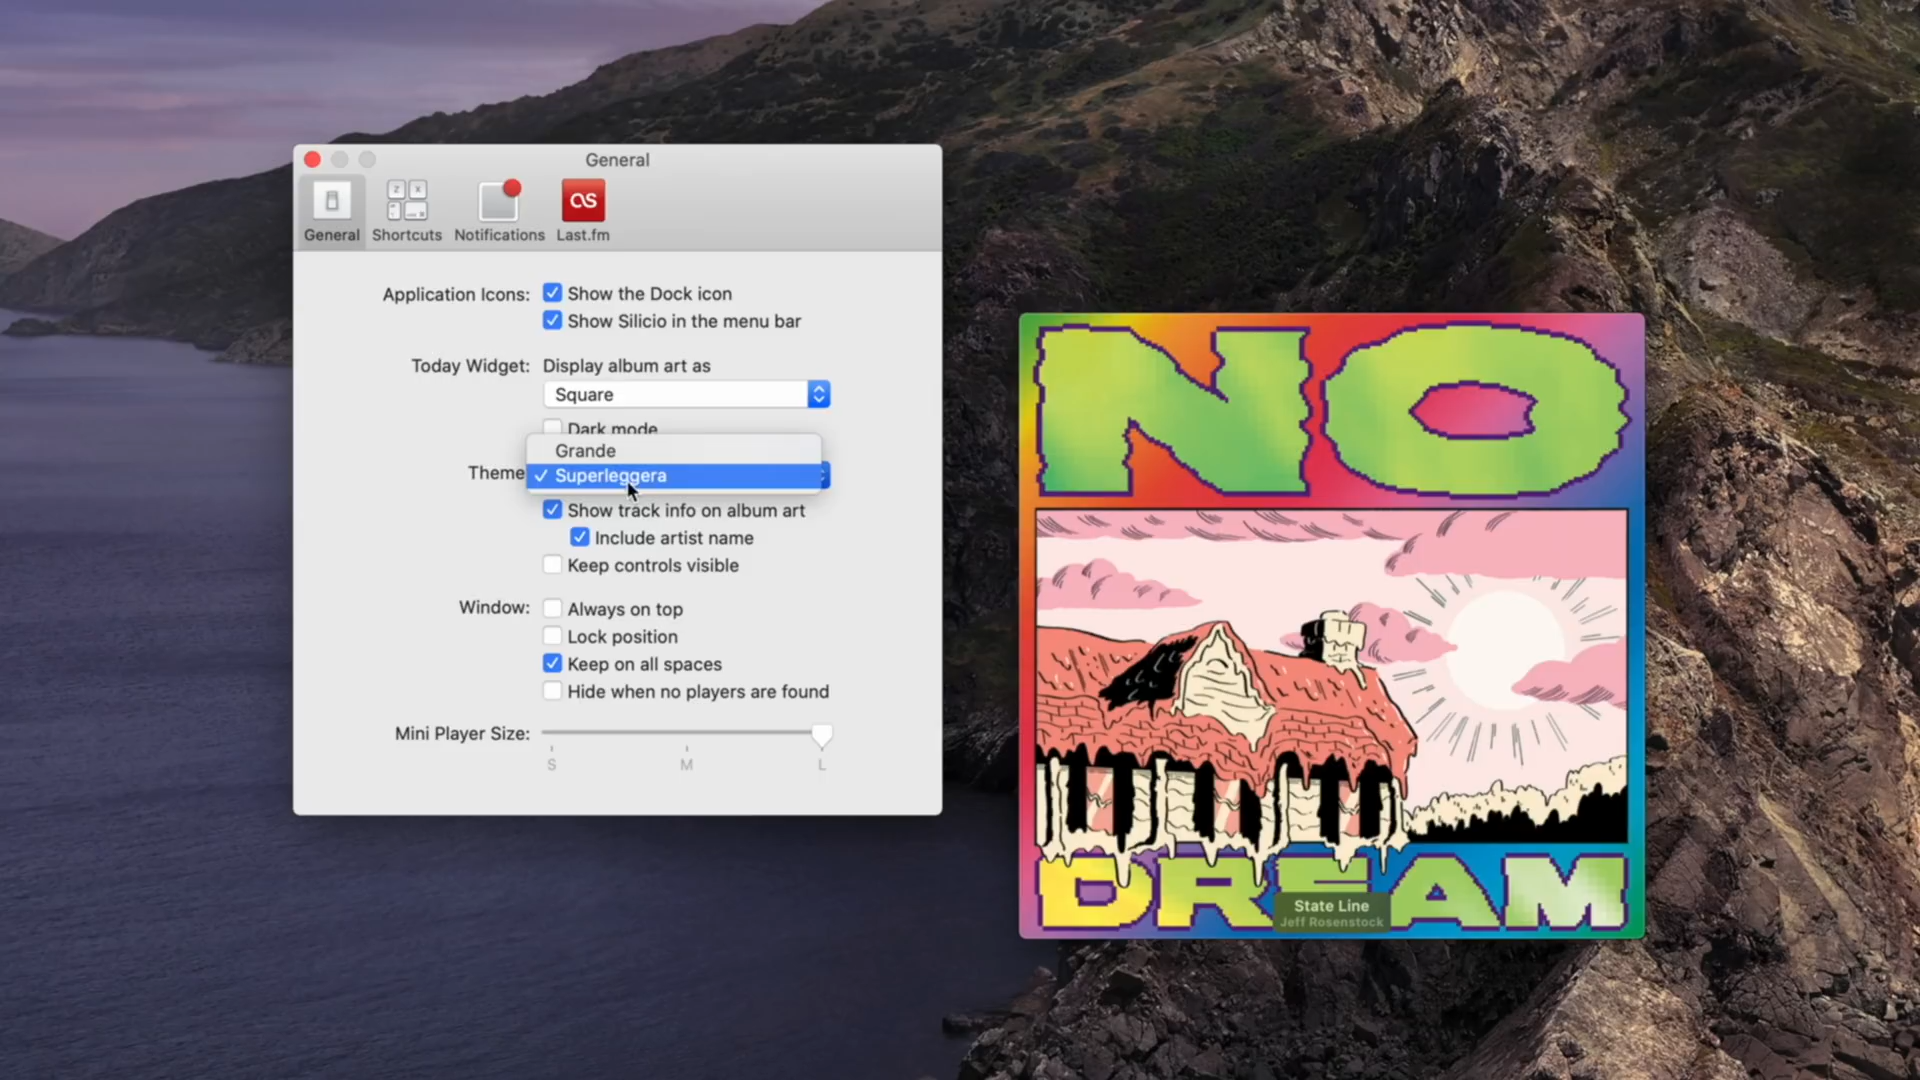 General
General
Shortcuts
Notifications
Last.fm
Application Icons:
Show the Dock icon
Show Silicio in the menu bar
Today Widget:
Display album art as
Square
Dark mode
Theme
Grande
✓ Superleggera
Show track info on album art
Include artist name
Keep controls visible
Window:
Always on top
Lock position
Keep on all spaces
Hide when no players are found
Mini Player Size:
S
M
L
NO
DREAM
State Line
Jeff Rosenstock